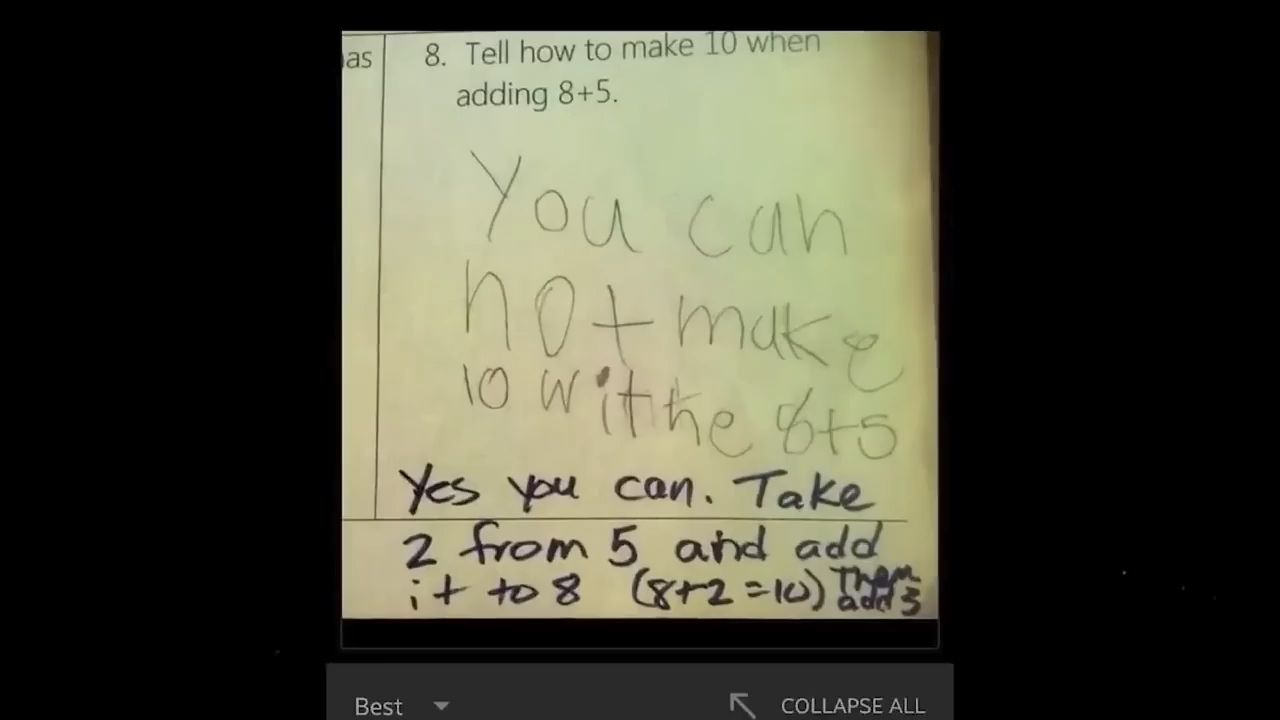 as
8. Tell how to make 10 when
adding 8+5.
You can
not make
10 withe 8+5
Yes you can. Take
2 from 5 and add
it to 8 (8+2=10) Then
add 3
Best
COLLAPSE ALL